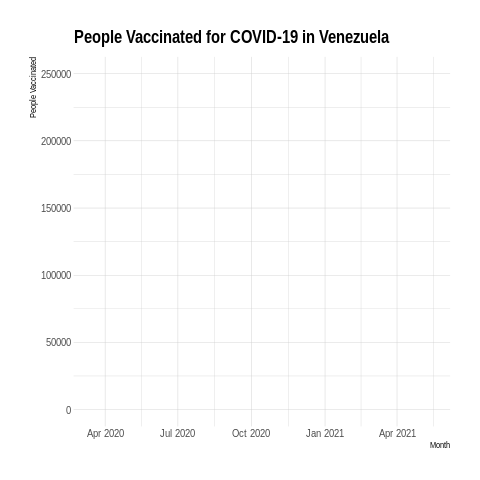 People Vaccinated for COVID-19 in Venezuela
People Vaccinated
250000
200000
150000
100000
50000
0
Apr 2020 Jul 2020 Oct 2020 Jan 2021 Apr 2021
Month